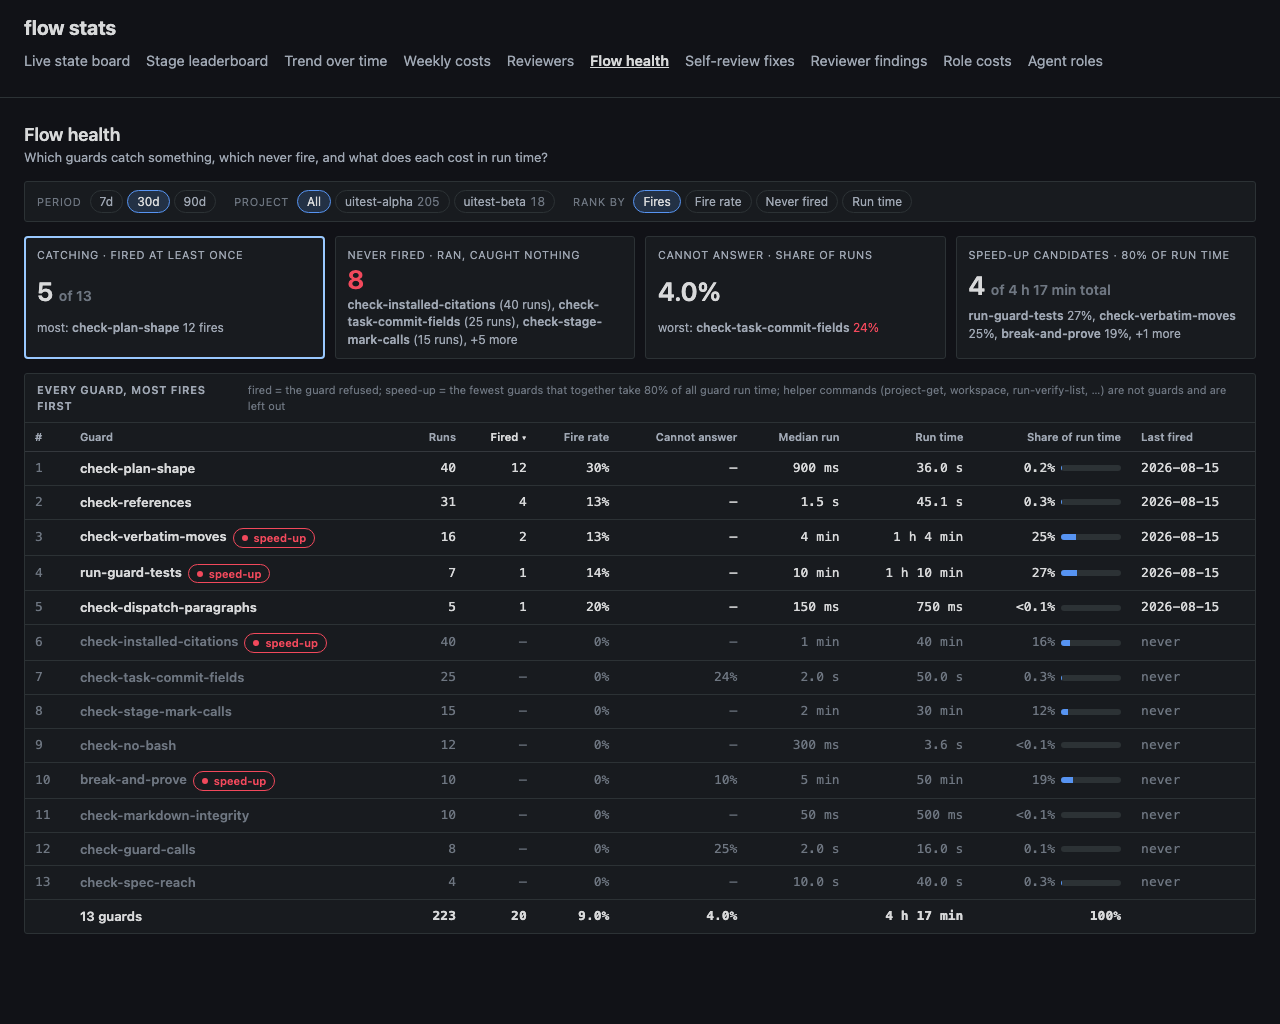 flow stats
Live state board Stage leaderboard Trend over time Weekly costs Reviewers Flow health Self-review fixes Reviewer findings Role costs Agent roles
Flow health
Which guards catch something, which never fire, and what does each cost in run time?
PERIOD 7d 30d 90d PROJECT All uitest-alpha 205 uitest-beta 18 RANK BY Fires Fire rate Never fired Run time
CATCHING · FIRED AT LEAST ONCE
5 of 13
most: check-plan-shape 12 fires
NEVER FIRED · RAN, CAUGHT NOTHING
8
check-installed-citations (40 runs), check-
task-commit-fields (25 runs), check-stage-
mark-calls (15 runs), +5 more
CANNOT ANSWER · SHARE OF RUNS
4.0%
worst: check-task-commit-fields 24%
SPEED-UP CANDIDATES · 80% OF RUN TIME
4 of 4 h 17 min total
run-guard-tests 27%, check-verbatim-moves
25%, break-and-prove 19%, +1 more
EVERY GUARD, MOST FIRES
FIRST
fired = the guard refused; speed-up = the fewest guards that together take 80% of all guard run time; helper commands (project-get, workspace, run-verify-list, …) are not guards and are
left out
# Guard Runs Fired ▾ Fire rate Cannot answer Median run Run time Share of run time Last fired
1 check-plan-shape 40 12 30% — 900 ms 36.0 s 0.2% 2026-08-15
2 check-references 31 4 13% — 1.5 s 45.1 s 0.3% 2026-08-15
3 check-verbatim-moves speed-up 16 2 13% — 4 min 1 h 4 min 25% 2026-08-15
4 run-guard-tests speed-up 7 1 14% — 10 min 1 h 10 min 27% 2026-08-15
5 check-dispatch-paragraphs 5 1 20% — 150 ms 750 ms <0.1% 2026-08-15
6 check-installed-citations speed-up 40 — 0% — 1 min 40 min 16% never
7 check-task-commit-fields 25 — 0% 24% 2.0 s 50.0 s 0.3% never
8 check-stage-mark-calls 15 — 0% — 2 min 30 min 12% never
9 check-no-bash 12 — 0% — 300 ms 3.6 s <0.1% never
10 break-and-prove speed-up 10 — 0% 10% 5 min 50 min 19% never
11 check-markdown-integrity 10 — 0% — 50 ms 500 ms <0.1% never
12 check-guard-calls 8 — 0% 25% 2.0 s 16.0 s 0.1% never
13 check-spec-reach 4 — 0% — 10.0 s 40.0 s 0.3% never
13 guards 223 20 9.0% 4.0% 4 h 17 min 100%